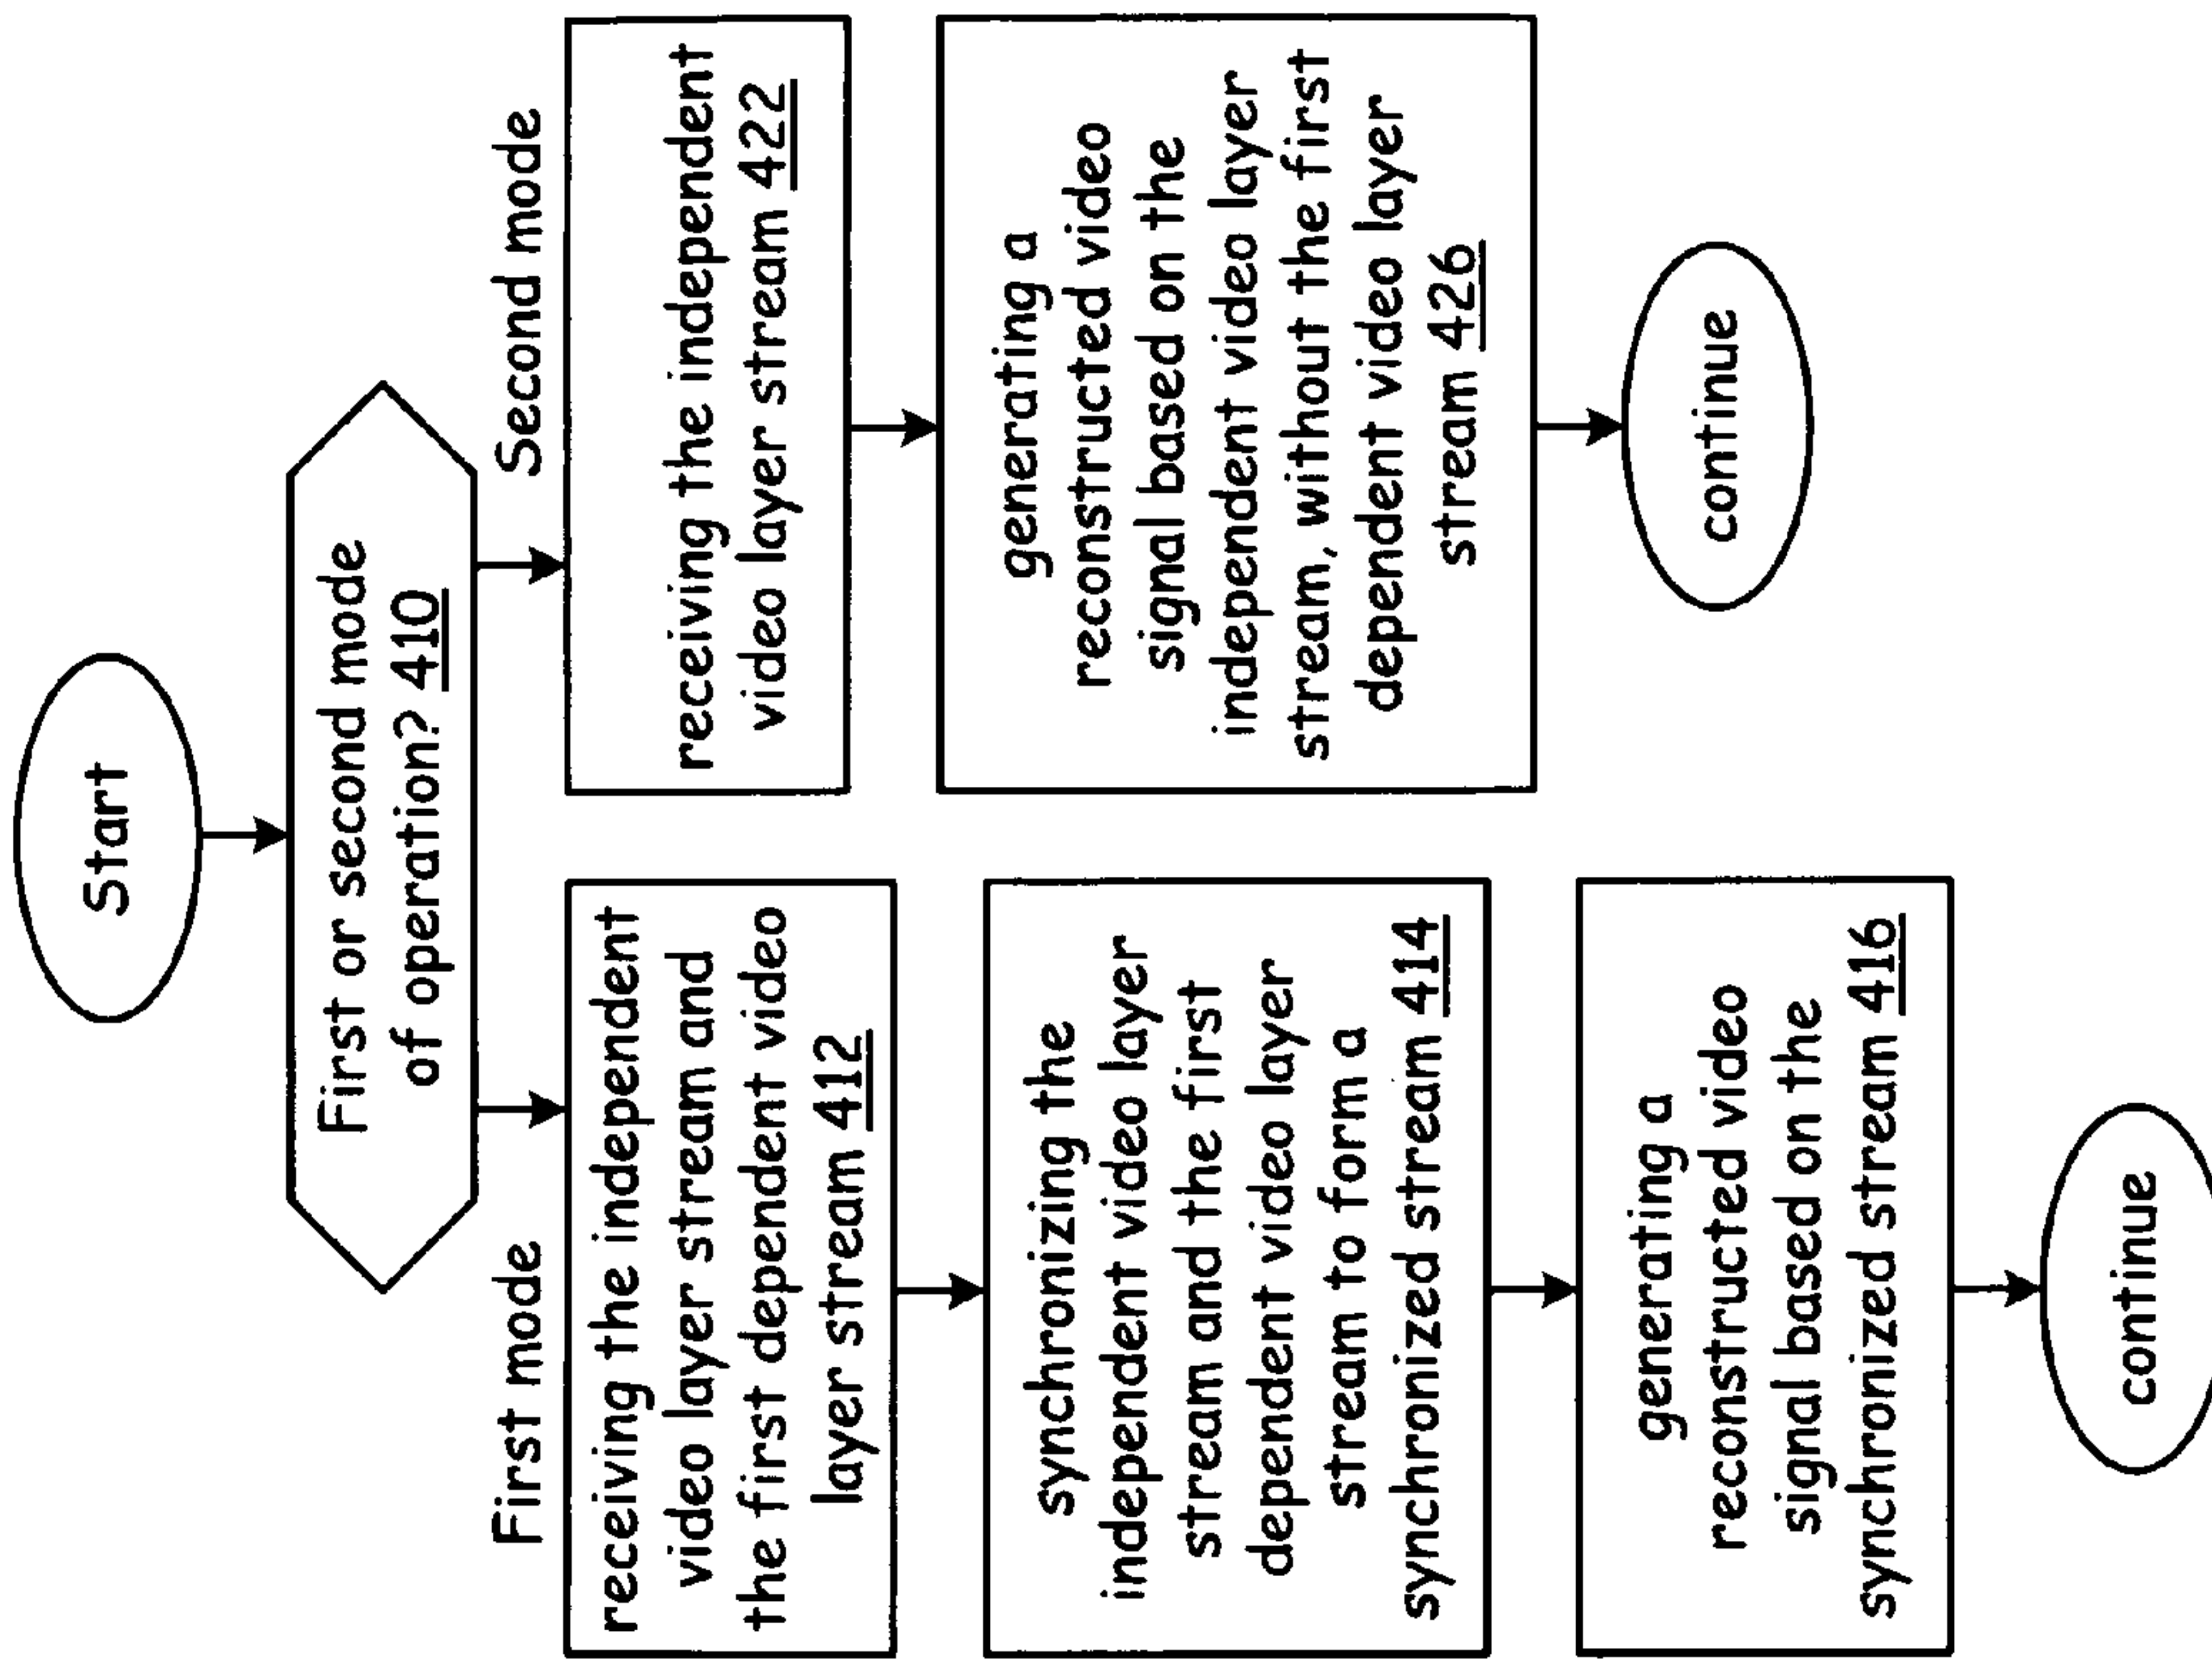 Start
First or second mode
of operation? 410
First mode
receiving the independent
video layer stream and
the first dependent video
layer stream 412
synchronizing the
independent video layer
stream and the first
dependent video layer
stream to form a
synchronized stream 414
generating a
reconstructed video
signal based on the
synchronized stream 416
continue
Second mode
receiving the independent
video layer stream 422
generating a
reconstructed video
signal based on the
independent video layer
stream, without the first
dependent video layer
stream 426
continue